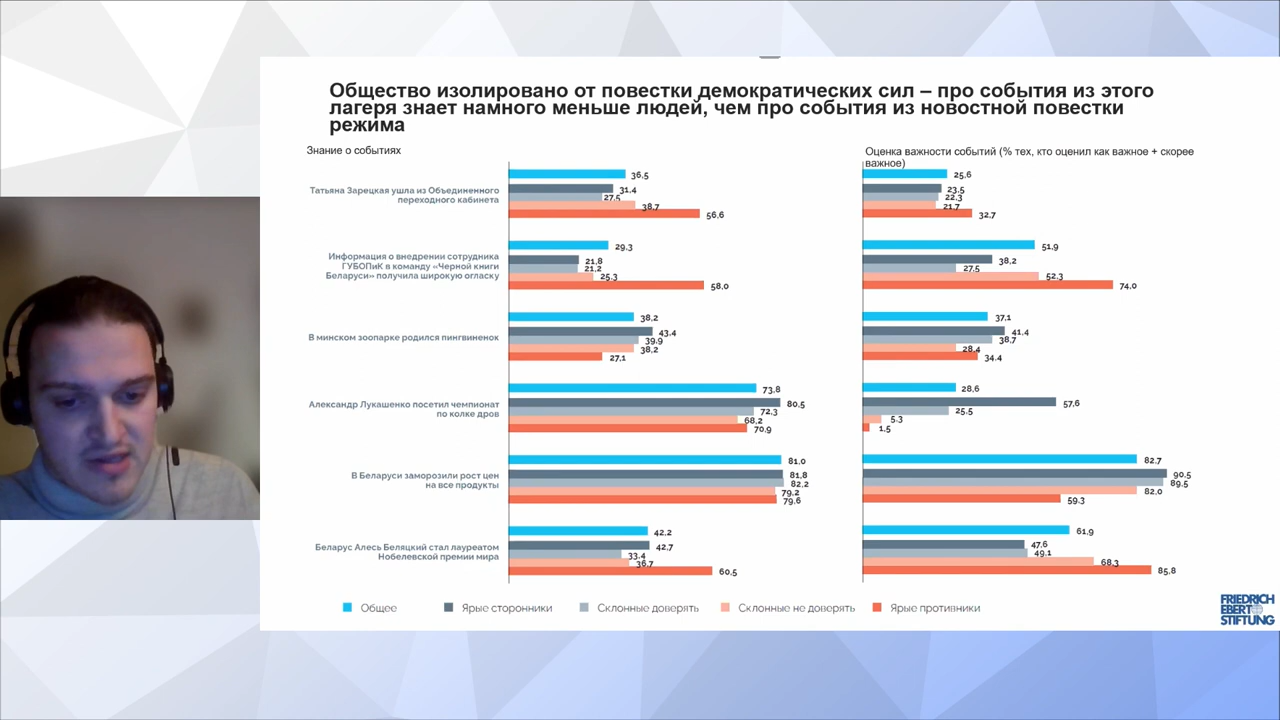 Общество изолировано от повестки демократических сил – про события из этого
лагеря знает намного меньше людей, чем про события из новостной повестки
режима
Знание о событиях
Оценка важности событий (% тех, кто оценил как важное + скорее
важное)
Татьяна Зарецкая ушла из Объединенного
переходного кабинета
36,5
31,4
27,5
38,7
56,6
25,6
23,5
22,3
21,7
32,7
Информация о внедрении сотрудника
ГУБОПиК в команду «Черной книги
Беларуси» получила широкую огласку
29,3
21,8
21,2
25,3
58,0
51,9
38,2
27,5
52,3
74,0
В минском зоопарке родился пингвиненок
38,2
43,4
39,9
38,2
27,1
37,1
41,4
38,7
28,4
34,4
Александр Лукашенко посетил чемпионат
по колке дров
73,8
80,5
72,3
68,2
70,9
28,6
57,6
25,5
5,3
1,5
В Беларуси заморозили рост цен
на все продукты
81,0
81,8
82,2
79,2
79,6
82,7
90,5
89,5
82,0
59,3
Беларус Алесь Беляцкий стал лауреатом
Нобелевской премии мира
42,2
42,7
33,4
36,7
60,5
61,9
47,6
49,1
68,3
85,8
Общее
Ярые сторонники
Склонные доверять
Склонные не доверять
Ярые противники
FRIEDRICH
EBERT
STIFTUNG